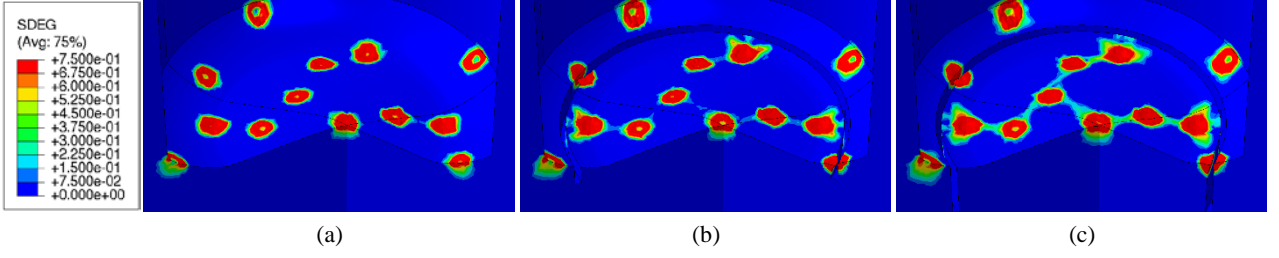 SDEG
(Avg: 75%)
+7.500e-01
+6.750e-01
+6.000e-01
+5.250e-01
+4.500e-01
+3.750e-01
+3.000e-01
+2.250e-01
+1.500e-01
+7.500e-02
+0.000e+00
(a)
(b)
(c)